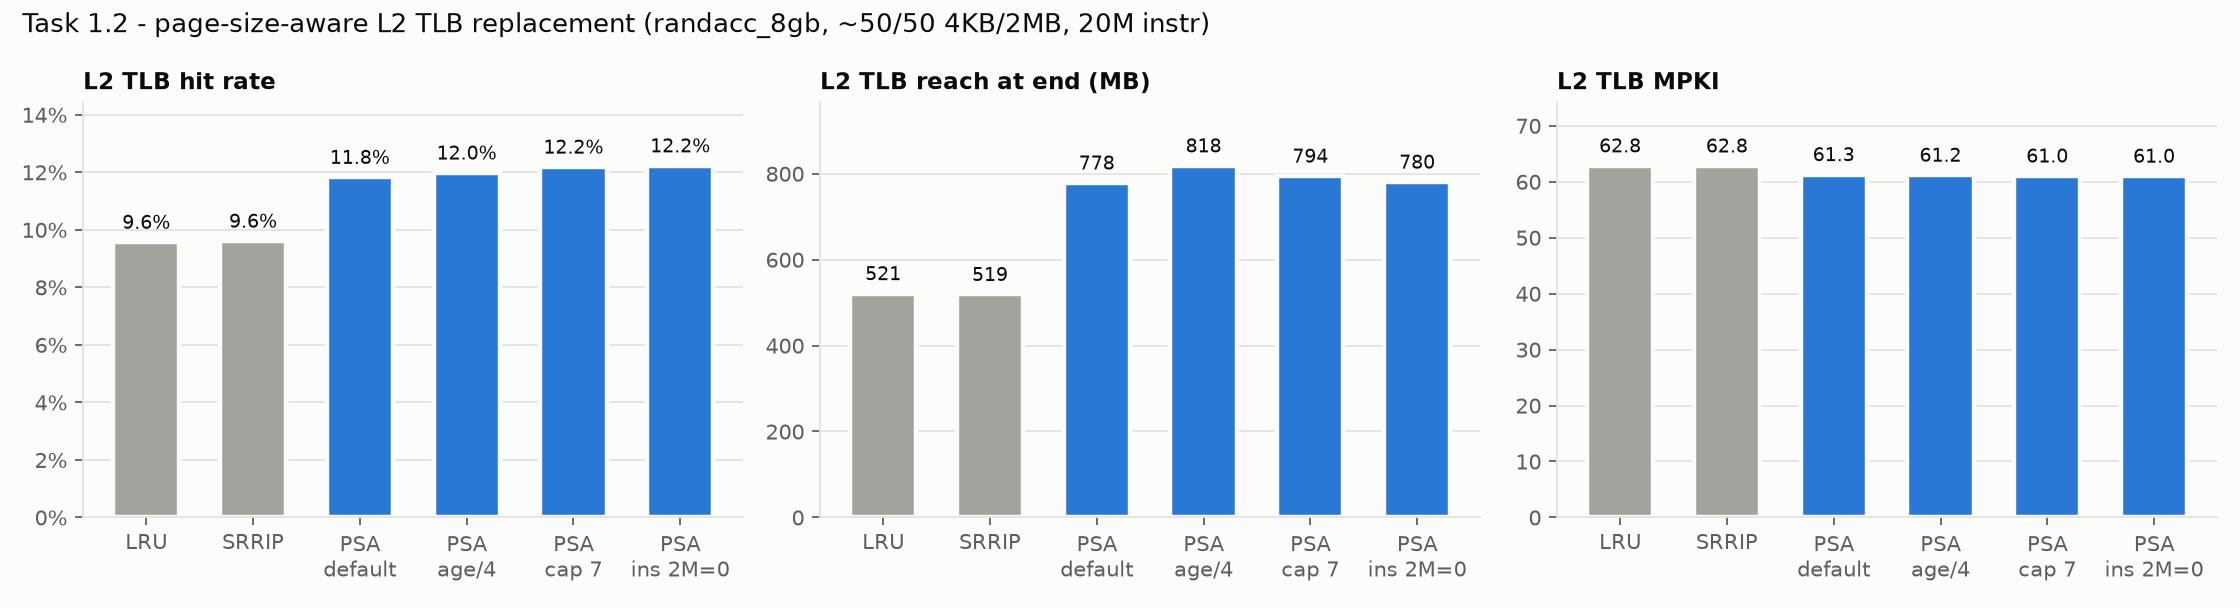 Task 1.2 - page-size-aware L2 TLB replacement (randacc_8gb, ~50/50 4KB/2MB, 20M instr)
L2 TLB hit rate
14%
12%
10%
8%
6%
4%
2%
0%
9.6%
9.6%
11.8%
12.0%
12.2%
12.2%
LRU
SRRIP
PSA
default
PSA
age/4
PSA
cap 7
PSA
ins 2M=0
L2 TLB reach at end (MB)
800
600
400
200
0
521
519
778
818
794
780
LRU
SRRIP
PSA
default
PSA
age/4
PSA
cap 7
PSA
ins 2M=0
L2 TLB MPKI
70
60
50
40
30
20
10
0
62.8
62.8
61.3
61.2
61.0
61.0
LRU
SRRIP
PSA
default
PSA
age/4
PSA
cap 7
PSA
ins 2M=0